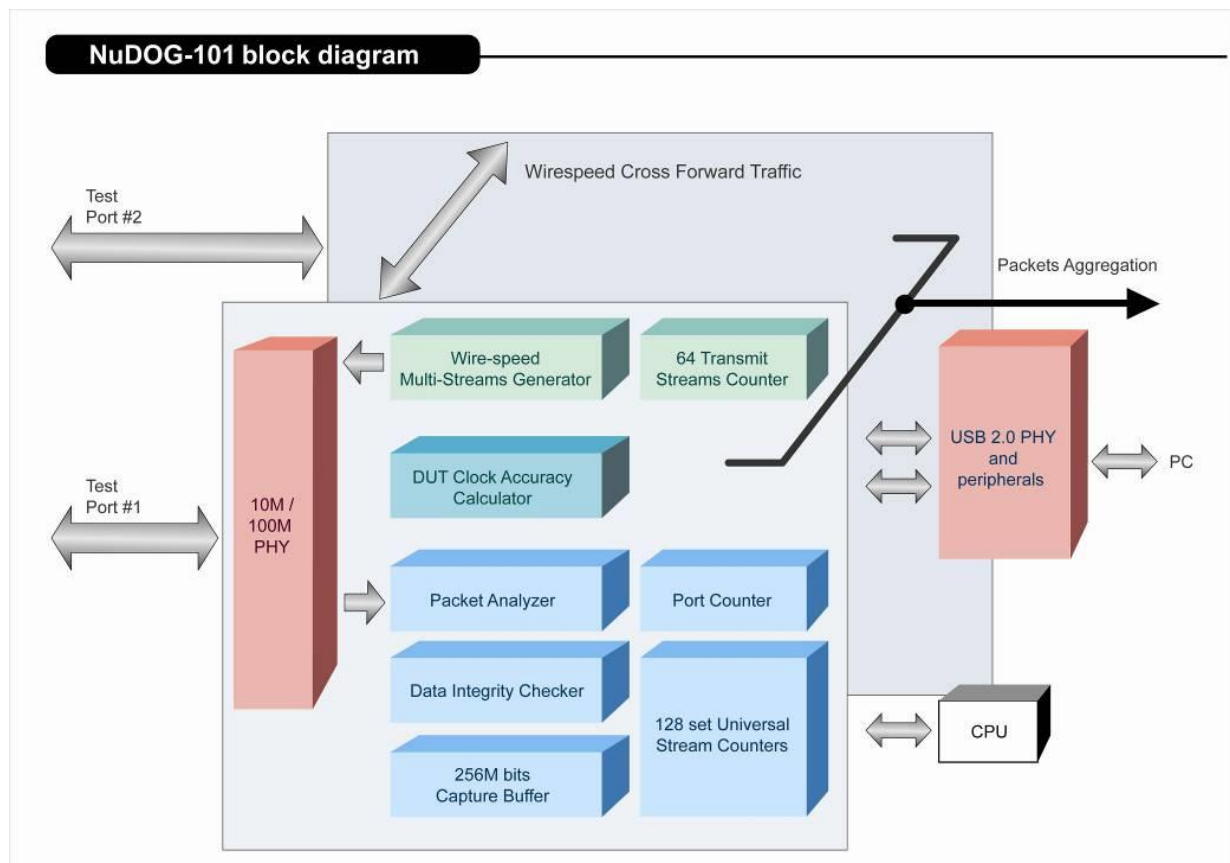 NuDOG-101 block diagram
Wirespeed Cross Forward Traffic
Test
Port #2
Packets Aggregation
Wire-speed
Multi-Streams Generator
64 Transmit
Streams Counter
USB 2.0 PHY
and
peripherals
PC
DUT Clock Accuracy
Calculator
Test
Port #1
10M /
100M
PHY
Packet Analyzer
Port Counter
Data Integrity Checker
128 set Universal
Stream Counters
CPU
256M bits
Capture Buffer